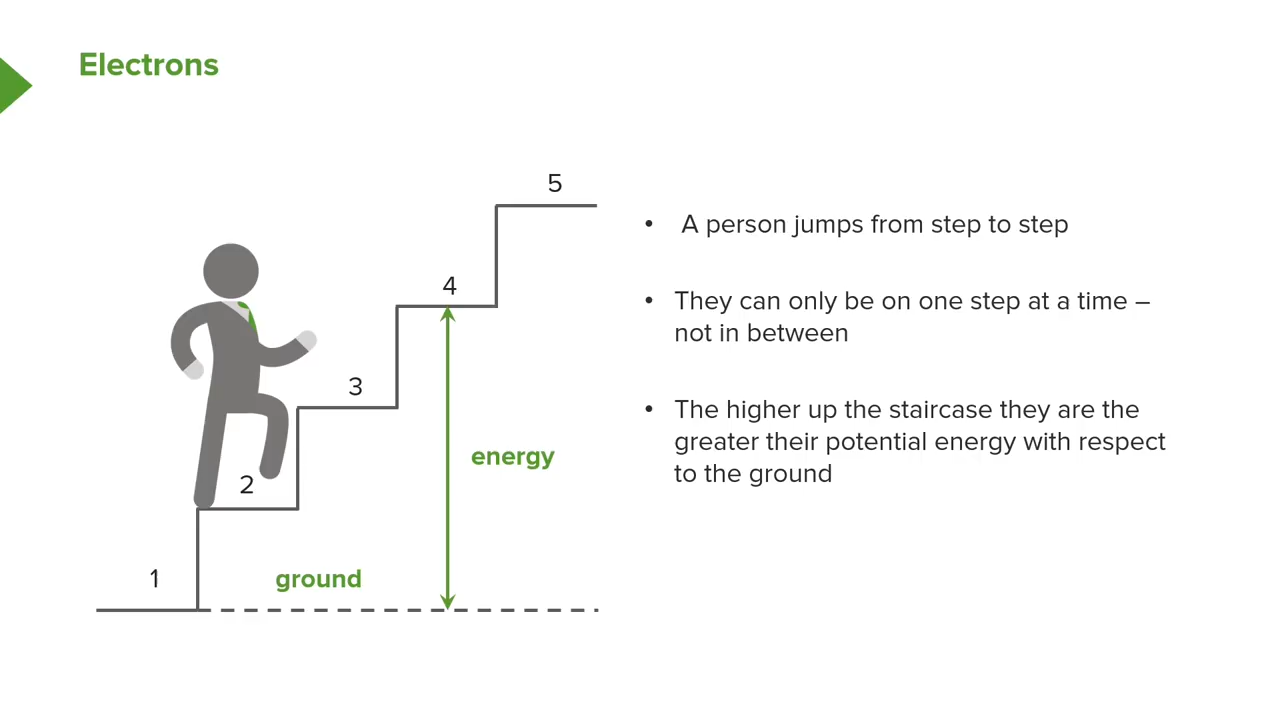 Electrons
5
4
3
energy
2
1
ground
• A person jumps from step to step
• They can only be on one step at a time –
not in between
• The higher up the staircase they are the
greater their potential energy with respect
to the ground